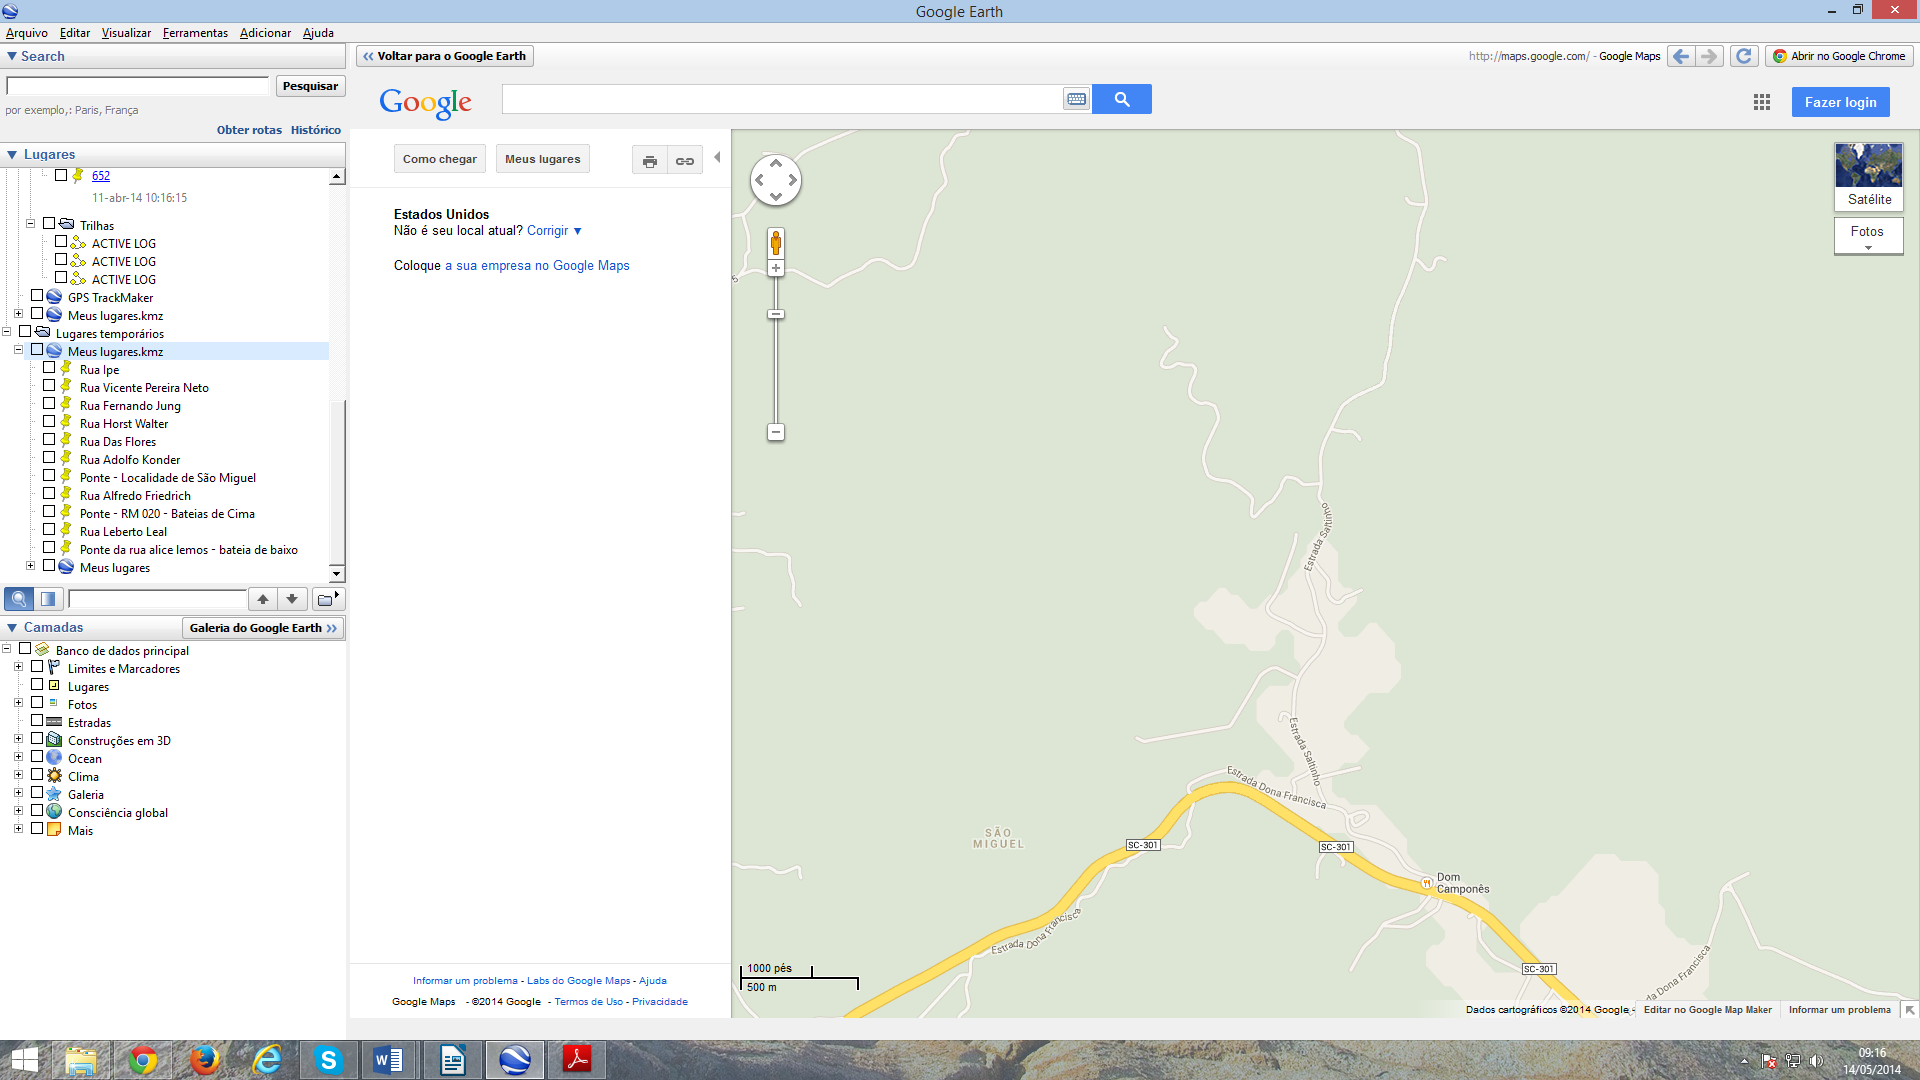 Google Earth
Arquivo Editar Visualizar Ferramentas Adicionar Ajuda
Search
Pesquisar
por exemplo,: Paris, França
Obter rotas Histórico
Lugares
652
11-abr-14 10:16:15
Trilhas
ACTIVE LOG
ACTIVE LOG
ACTIVE LOG
GPS TrackMaker
Meus lugares.kmz
Lugares temporários
Meus lugares.kmz
Rua Ipe
Rua Vicente Pereira Neto
Rua Fernando Jung
Rua Horst Walter
Rua Das Flores
Rua Adolfo Konder
Ponte - Localidade de São Miguel
Rua Alfredo Friedrich
Ponte - RM 020 - Bateias de Cima
Rua Leberto Leal
Ponte da rua alice lemos - bateia de baixo
Meus lugares
Camadas
Galeria do Google Earth
Banco de dados principal
Limites e Marcadores
Lugares
Fotos
Estradas
Construções em 3D
Ocean
Clima
Galeria
Consciência global
Mais
Voltar para o Google Earth
http://maps.google.com/ - Google Maps
Abrir no Google Chrome
Google
Fazer login
Como chegar
Meus lugares
Estados Unidos
Não é seu local atual? Corrigir
Coloque a sua empresa no Google Maps
Informar um problema - Labs do Google Maps - Ajuda
Google Maps - ©2014 Google - Termos de Uso - Privacidade
Satélite
Fotos
Estrada Saltinho
Estrada Saltinho
Estrada Dona Francisca
SÃO
MIGUEL
SC-301
SC-301
Dom
Camponês
Estrada Dona Francisca
SC-301
Estrada Dona Francisca
1000 pés
500 m
Dados cartográficos ©2014 Google -
Editar no Google Map Maker
Informar um problema
09:16
14/05/2014